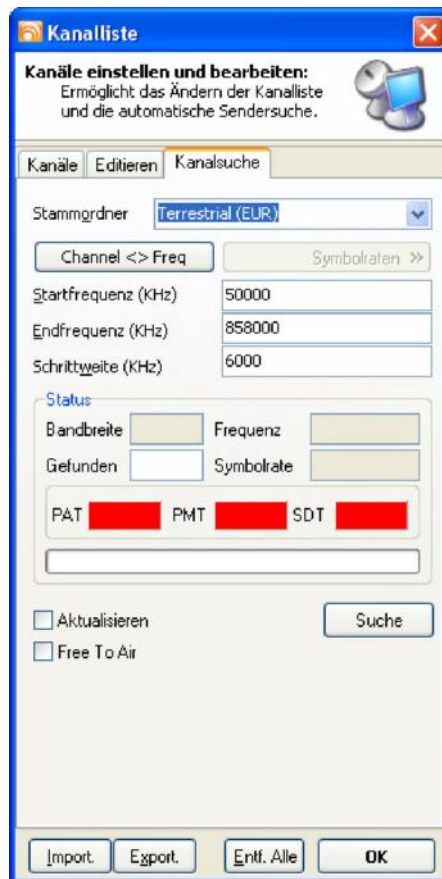 Kanalliste
Kanäle einstellen und bearbeiten:
Ermöglicht das Ändern der Kanalliste
und die automatische Sendersuche.
Kanäle Editieren Kanalsuche
Stammordner Terrestrial (EUR)
Channel <> Freq Symbolraten »
Startfrequenz (KHz) 50000
Endfrequenz (KHz) 858000
Schrittweite (KHz) 6000
Status
Bandbreite Frequenz
Gefunden Symbolrate
PAT PMT SDT
Aktualisieren Suche
Free To Air
Import. Export. Entf. Alle OK